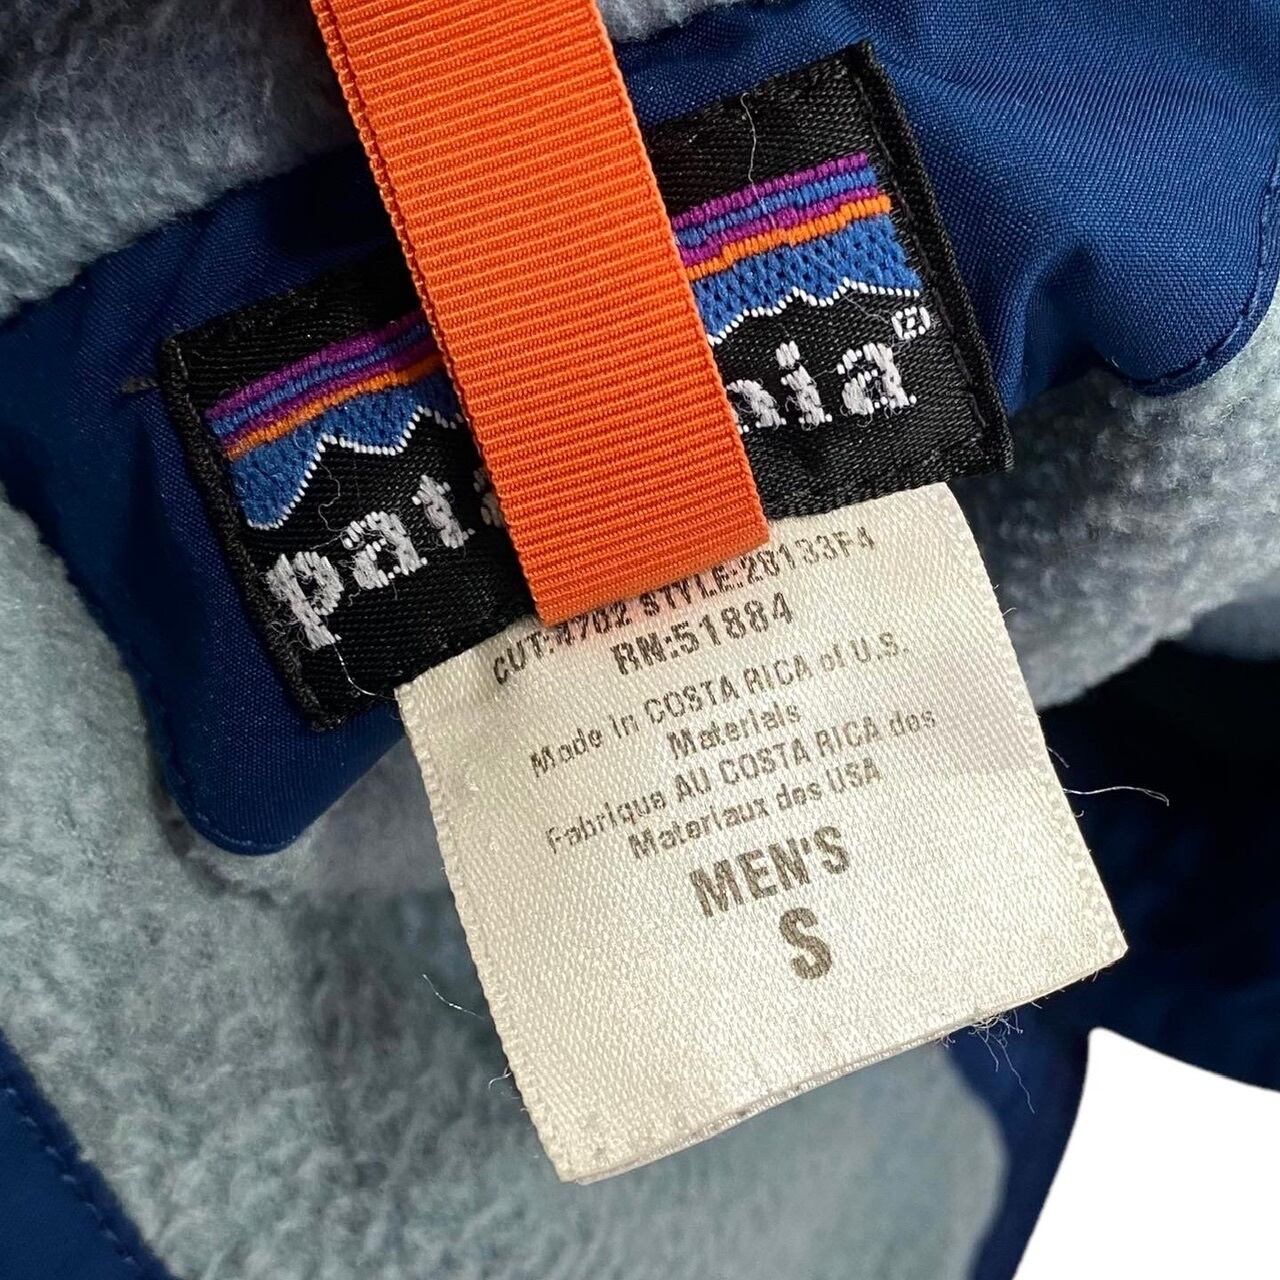 pata nia®
CUT:4702 STYLE:28133F4
RN:51884
Made in COSTA RICA of U.S.
Materials
Fabrique AU COSTA RICA des
Materiaux des USA
MEN'S
S